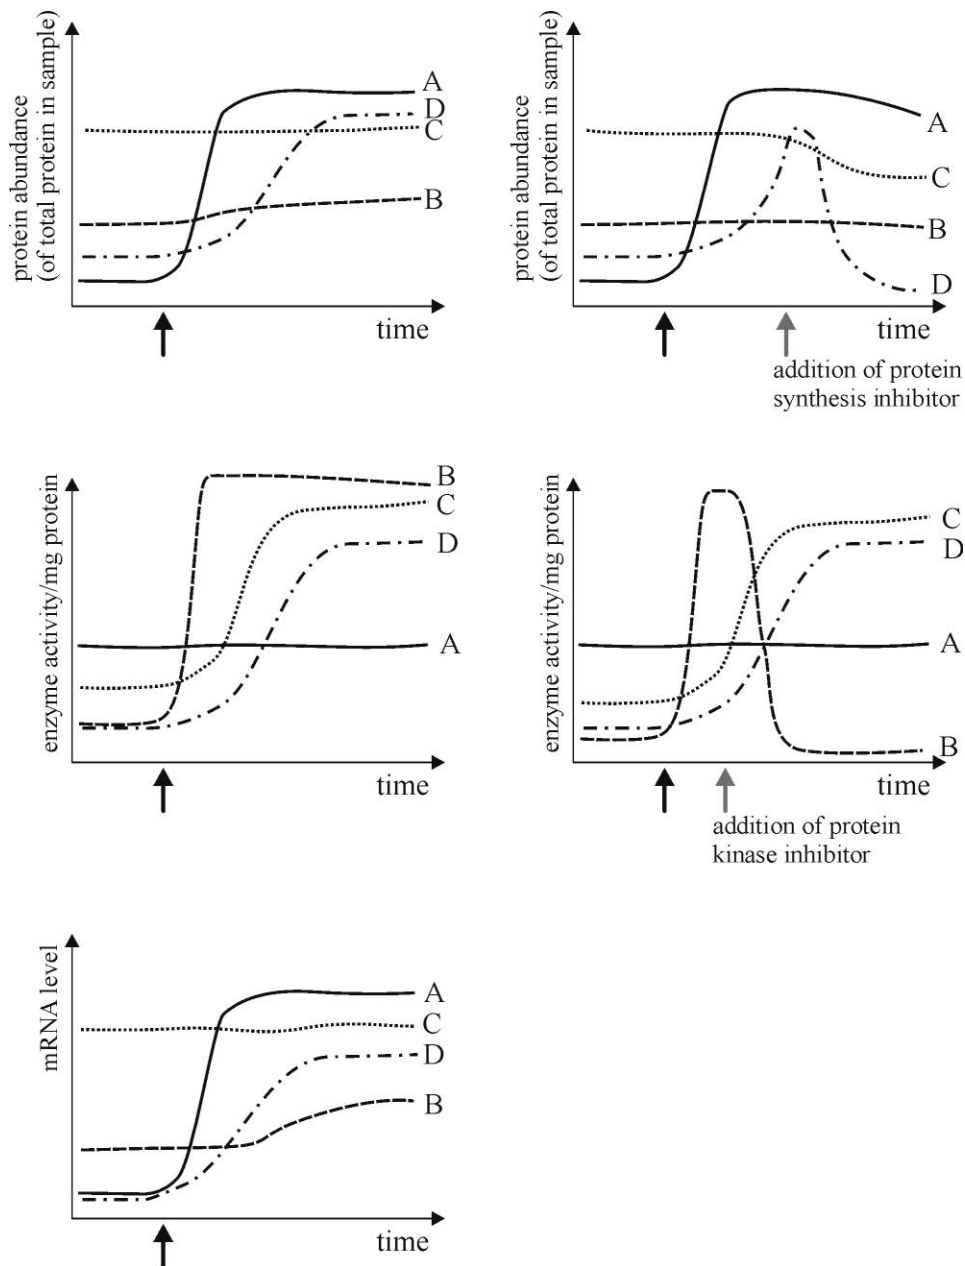 protein abundance
(of total protein in sample)
A
D
C
B
time
protein abundance
(of total protein in sample)
A
C
B
D
time
addition of protein
synthesis inhibitor
enzyme activity/mg protein
B
C
D
A
time
enzyme activity/mg protein
C
D
A
B
time
addition of protein
kinase inhibitor
mRNA level
A
C
D
B
time